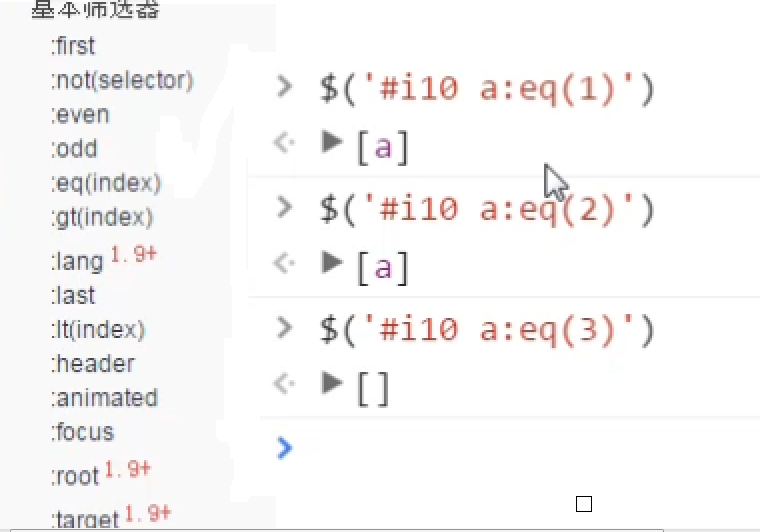 基本筛选器
:first
:not(selector)
:even
:odd
:eq(index)
:gt(index)
:lang 1.9+
:last
:lt(index)
:header
:animated
:focus
:root 1.9+
:target 1.9+
> $('#i10 a:eq(1)')
<· ▶ [a]
> $('#i10 a:eq(2)')
<· ▶ [a]
> $('#i10 a:eq(3)')
<· ▶ []
>